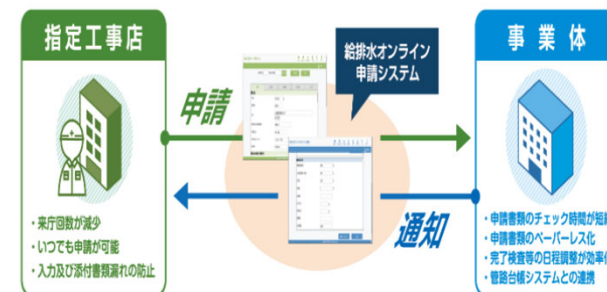 指定工事店
事業体
給排水オンライン
申請システム
申請
通知
・来庁回数が減少
・いつでも申請が可能
・入力及び添付書類漏れの防止
・申請書類のチェック時間が短
・申請書類のペーパーレス化
・完了検査等の日程調整が効率
・管路台帳システムとの連携